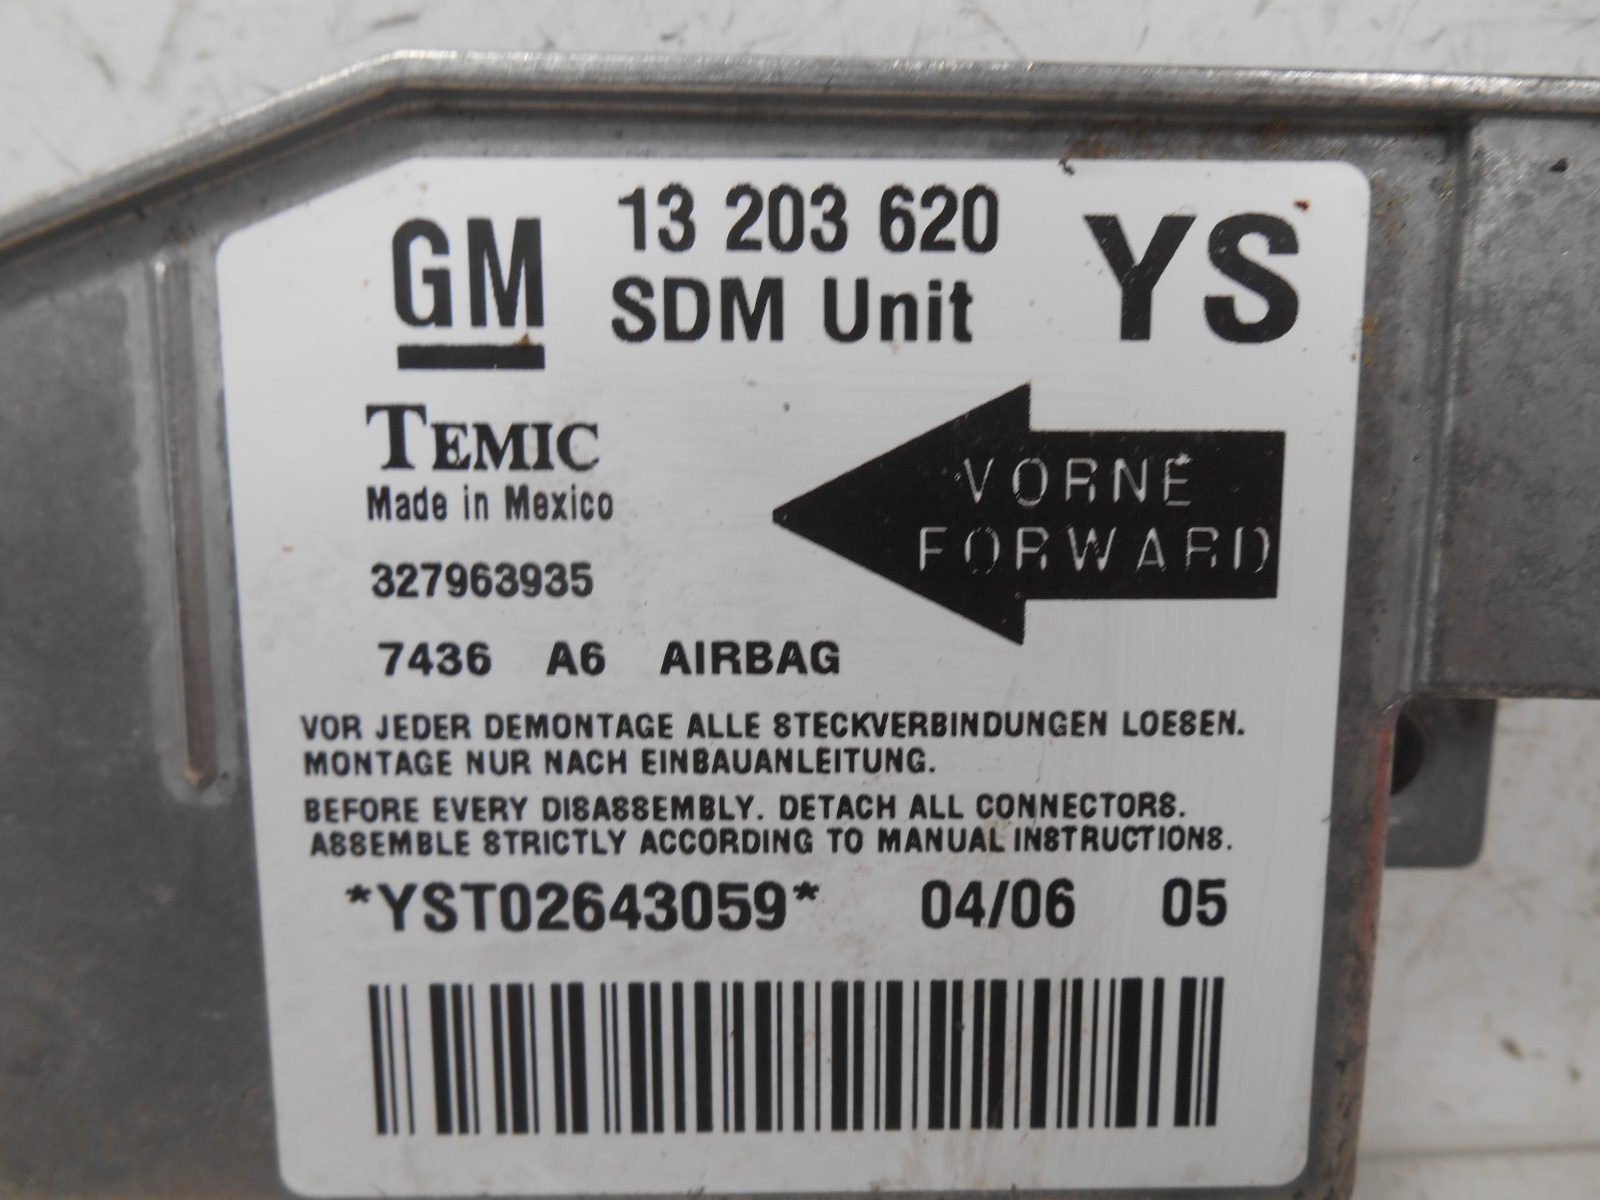 GM
13 203 620
SDM Unit
YS
TEMIC
Made in Mexico
327963935
7436 A6 AIRBAG
VORNE
FORWARD
VOR JEDER DEMONTAGE ALLE STECKVERBINDUNGEN LOESEN.
MONTAGE NUR NACH EINBAUANLEITUNG.
BEFORE EVERY DISASSEMBLY. DETACH ALL CONNECTORS.
ASSEMBLE STRICTLY ACCORDING TO MANUAL INSTRUCTIONS.
*YST02643059* 04/06 05